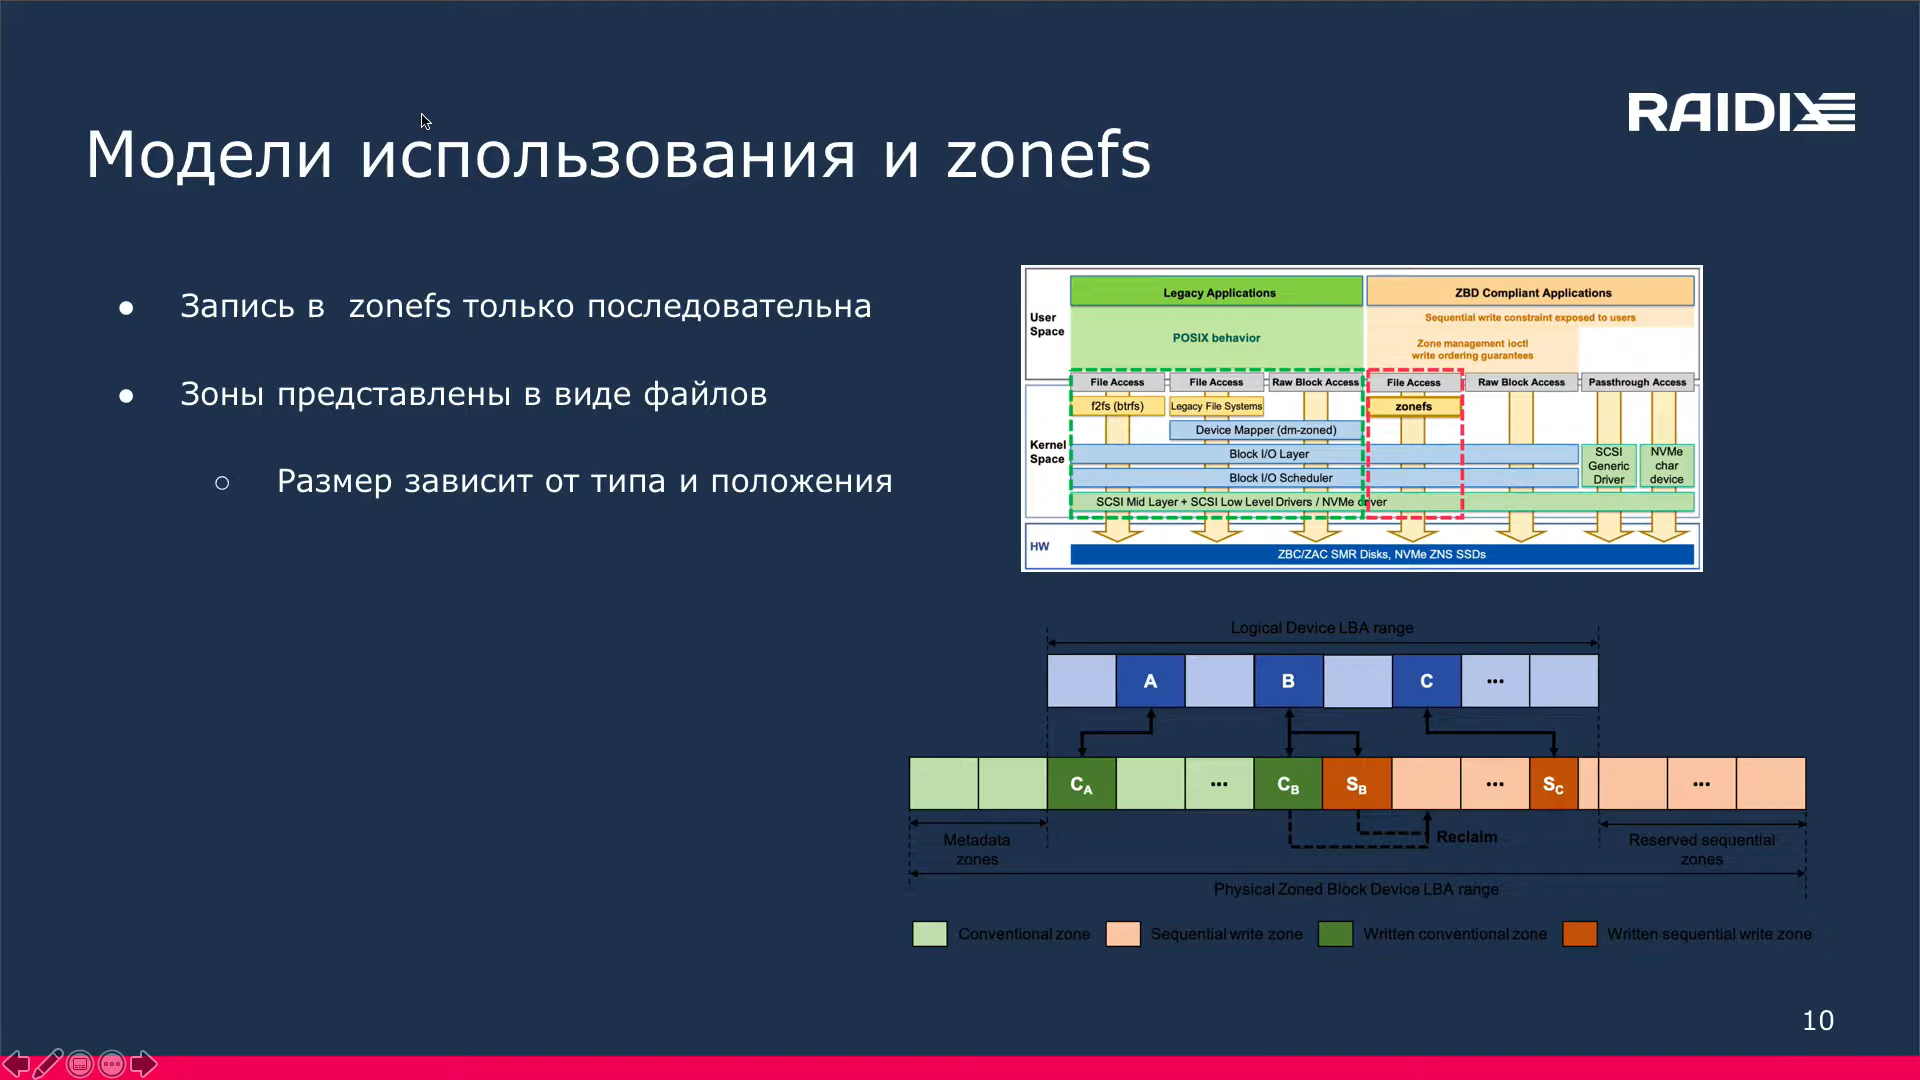 RAIDIX
Модели использования и zonefs
● Запись в zonefs только последовательна
● Зоны представлены в виде файлов
○ Размер зависит от типа и положения
User
Space
Legacy Applications
ZBD Compliant Applications
Sequential write constraint exposed to users
POSIX behavior
Zone management ioctl
write ordering guarantees
File Access
File Access
Raw Block Access
File Access
Raw Block Access
Passthrough Access
Kernel
Space
f2fs (btrfs)
Legacy File Systems
zonefs
Device Mapper (dm-zoned)
Block I/O Layer
SCSI
Generic
Driver
NVMe
char
device
Block I/O Scheduler
SCSI Mid Layer + SCSI Low Level Drivers / NVMe driver
HW
ZBC/ZAC SMR Disks, NVMe ZNS SSDs
Logical Device LBA range
A B C ...
CA ... CB SB ... SC ...
Reclaim
Metadata
zones
Reserved sequential
zones
Physical Zoned Block Device LBA range
Conventional zone
Sequential write zone
Written conventional zone
Written sequential write zone
10